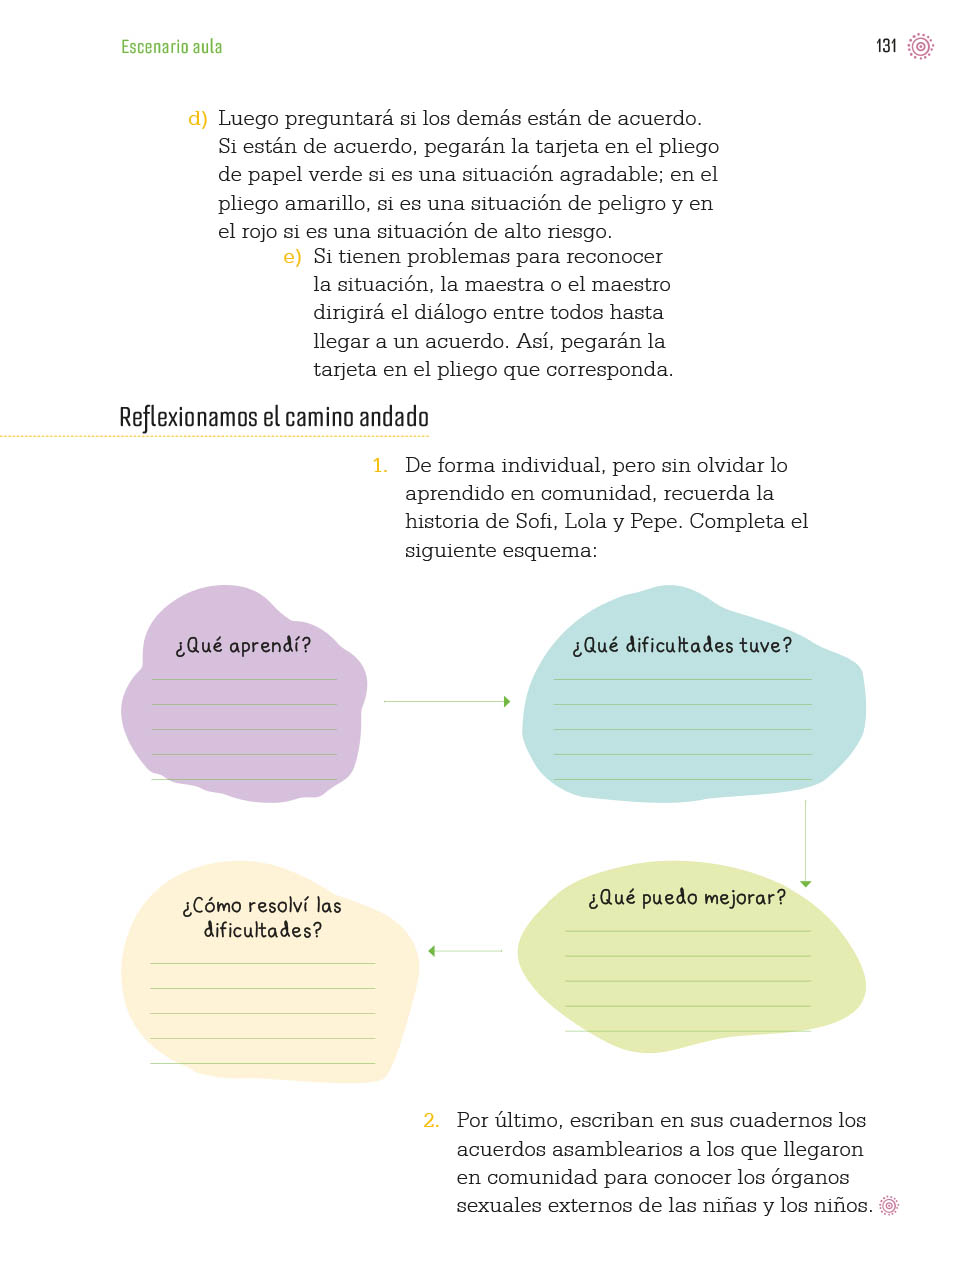 Escenario aula
131
d) Luego preguntará si los demás están de acuerdo.
Si están de acuerdo, pegarán la tarjeta en el pliego
de papel verde si es una situación agradable; en el
pliego amarillo, si es una situación de peligro y en
el rojo si es una situación de alto riesgo.
e) Si tienen problemas para reconocer
la situación, la maestra o el maestro
dirigirá el diálogo entre todos hasta
llegar a un acuerdo. Así, pegarán la
tarjeta en el pliego que corresponda.
Reflexionamos el camino andado
1. De forma individual, pero sin olvidar lo
aprendido en comunidad, recuerda la
historia de Sofi, Lola y Pepe. Completa el
siguiente esquema:
¿Qué aprendí?
¿Qué dificultades tuve?
¿Cómo resolví las
dificultades?
¿Qué puedo mejorar?
2. Por último, escriban en sus cuadernos los
acuerdos asamblearios a los que llegaron
en comunidad para conocer los órganos
sexuales externos de las niñas y los niños.